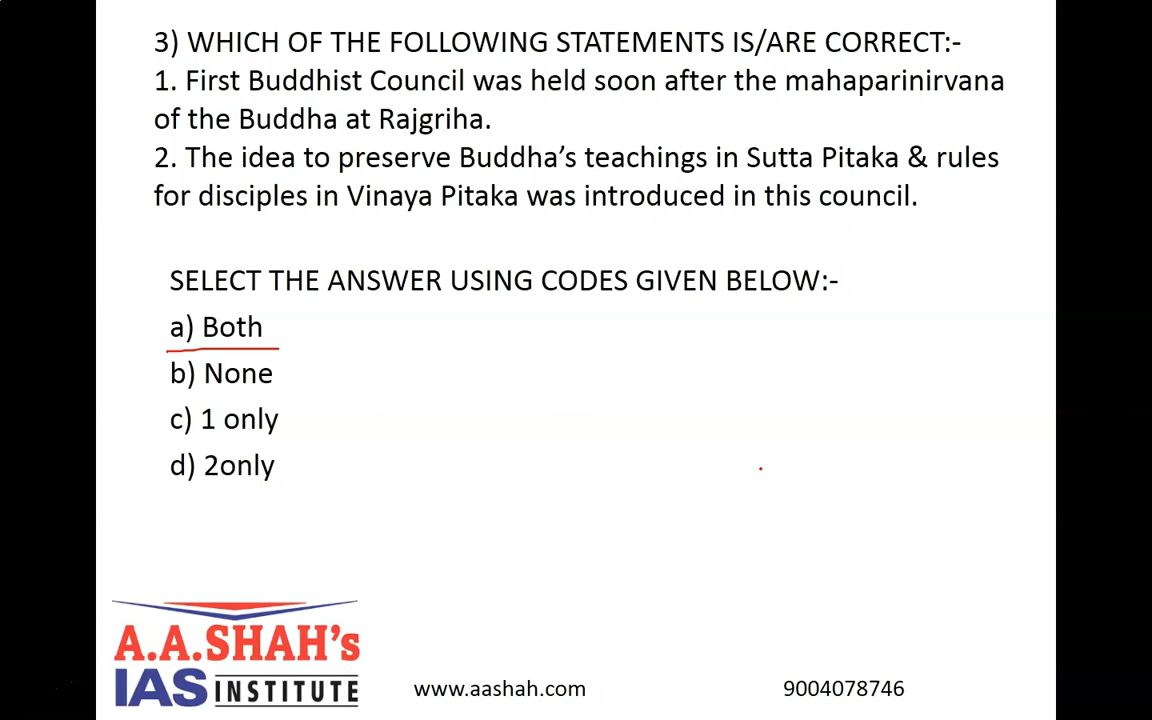 3) WHICH OF THE FOLLOWING STATEMENTS IS/ARE CORRECT:-
1. First Buddhist Council was held soon after the mahaparinirvana
of the Buddha at Rajgriha.
2. The idea to preserve Buddha’s teachings in Sutta Pitaka & rules
for disciples in Vinaya Pitaka was introduced in this council.
SELECT THE ANSWER USING CODES GIVEN BELOW:-
a) Both
b) None
c) 1 only
d) 2only
A.A.SHAH’s
IAS INSTITUTE
www.aashah.com
9004078746